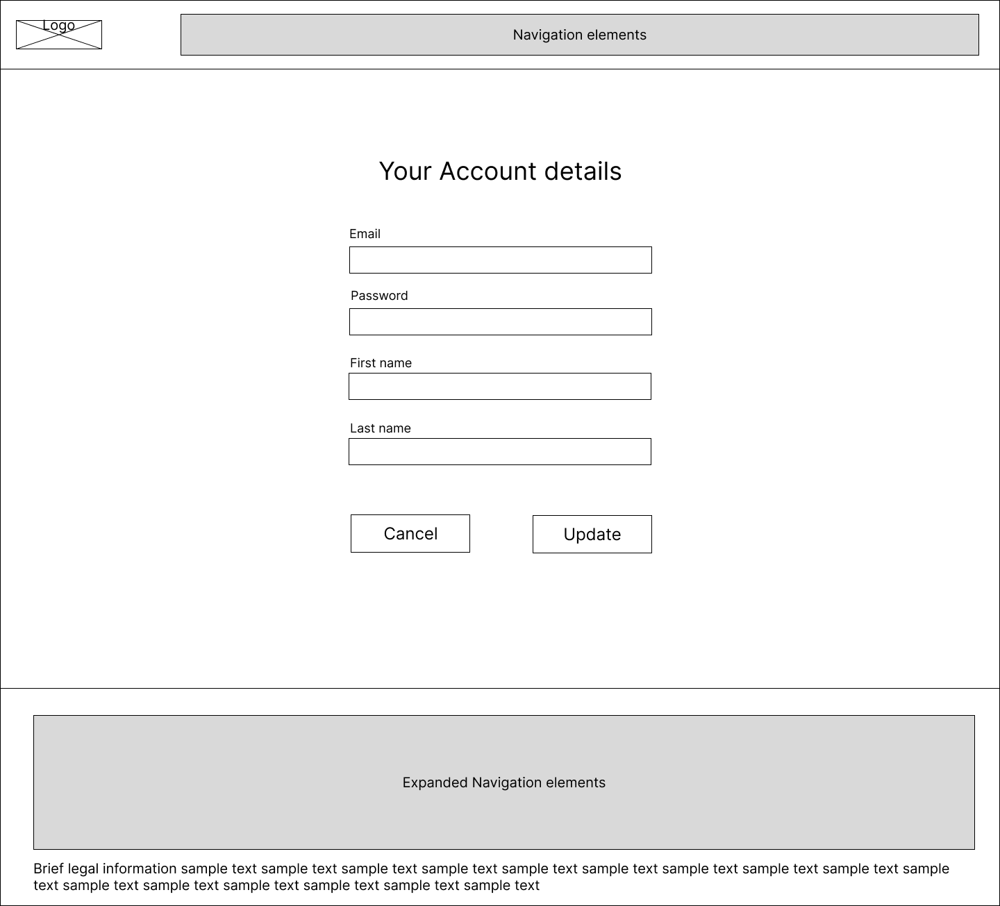 Logo
Navigation elements
Your Account details
Email
Password
First name
Last name
Cancel
Update
Expanded Navigation elements
Brief legal information sample text sample text sample text sample text sample text sample text sample text sample text sample text sample
text sample text sample text sample text sample text sample text sample text